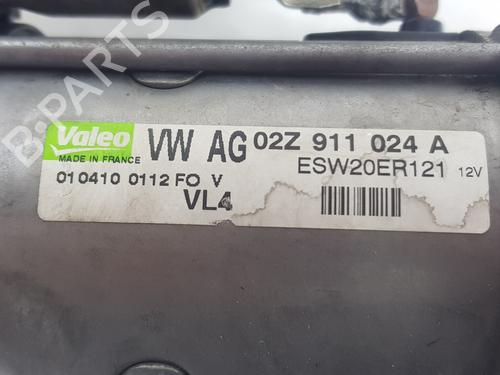 Valeo VW AG 02Z 911 024 A
MADE IN FRANCE ESW20ER121 12V
010410 0112 FO V
VL4
B-PARTS